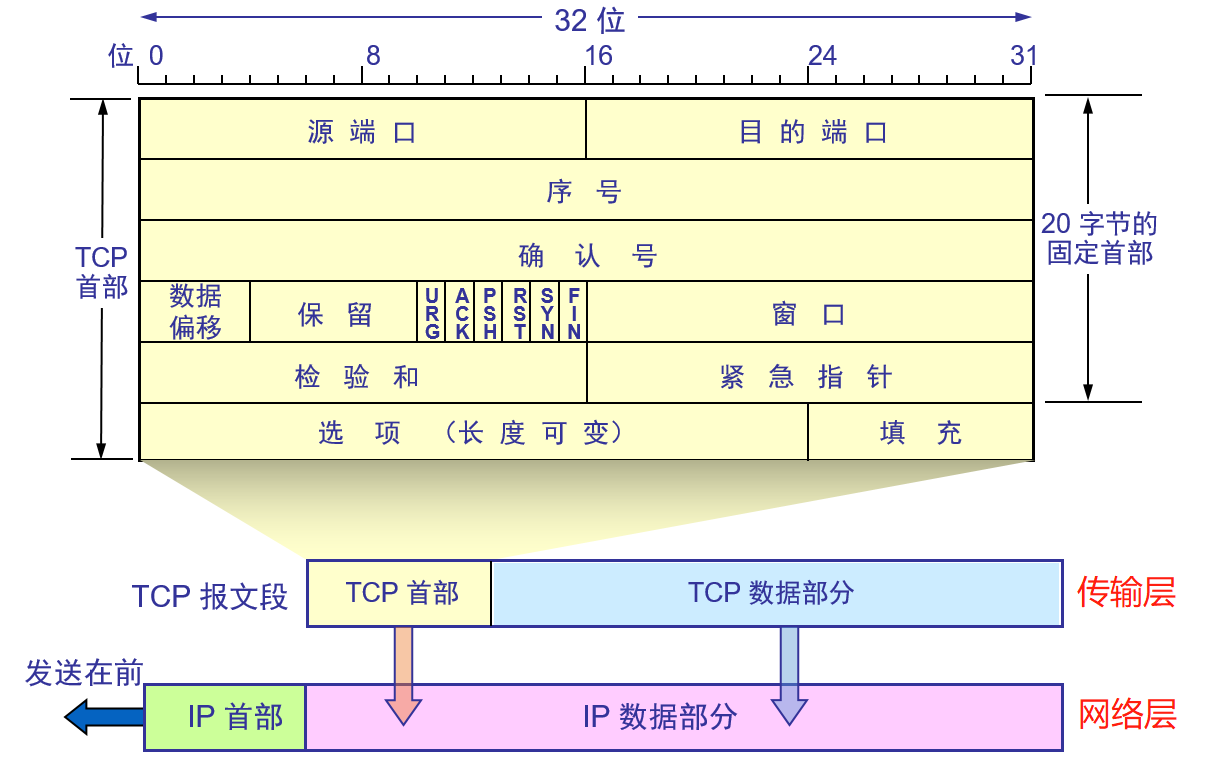 32 位
位 0 8 16 24 31
源 端 口 目 的 端 口
序 号
确 认 号
TCP
首部
20 字节的
固定首部
数据
偏移
保 留
URG
ACK
PSH
RST
SYN
FIN
窗 口
检 验 和 紧 急 指 针
选 项 （长 度 可 变） 填 充
TCP 报文段 TCP 首部 TCP 数据部分 传输层
发送在前
IP 首部 IP 数据部分 网络层